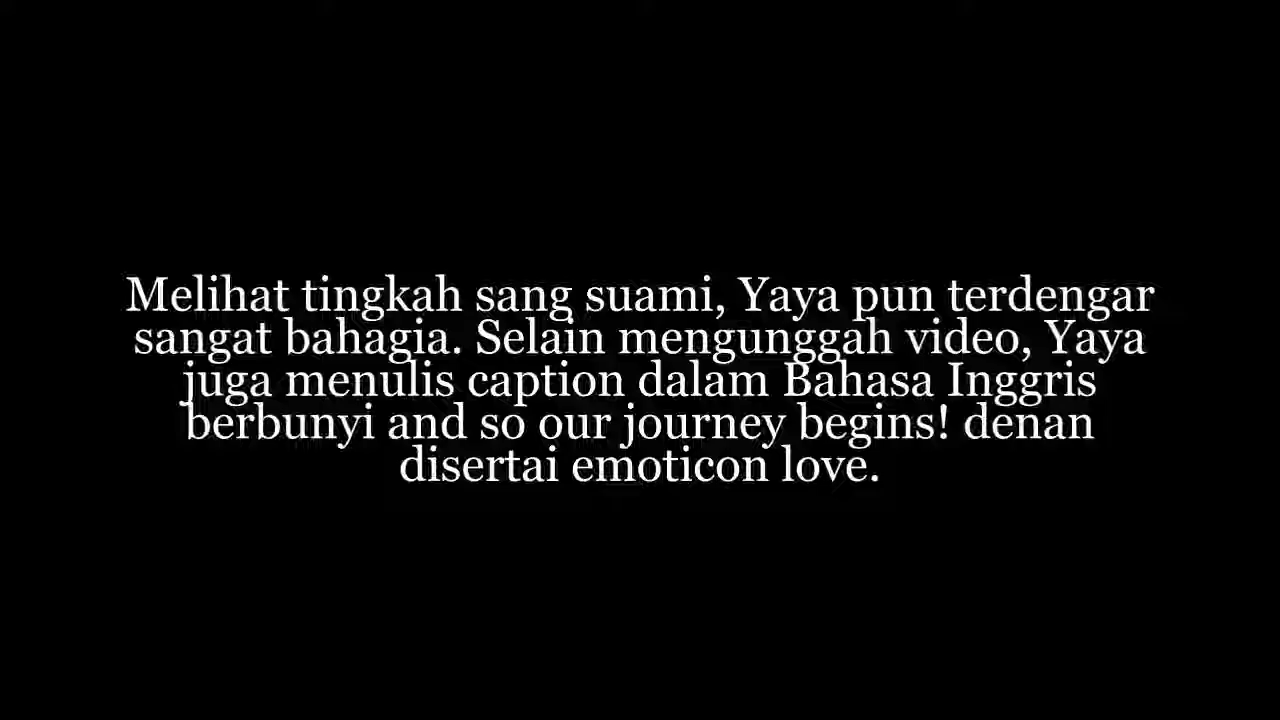 Melihat tingkah sang suami, Yaya pun terdengar
sangat bahagia. Selain mengunggah video, Yaya
juga menulis caption dalam Bahasa Inggris
berbunyi and so our journey begins! denan
disertai emoticon love.